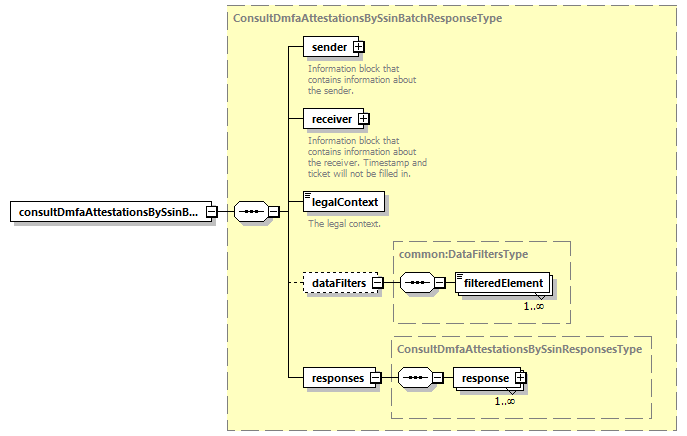 ConsultDmfaAttestationsBySsinBatchResponseType
sender
Information block that
contains information about
the sender.
receiver
Information block that
contains information about
the receiver. Timestamp and
ticket will not be filled in.
consultDmfaAttestationsBySsinB...
legalContext
The legal context.
common:DataFiltersType
dataFilters
filteredElement
1..∞
ConsultDmfaAttestationsBySsinResponsesType
responses
response
1..∞